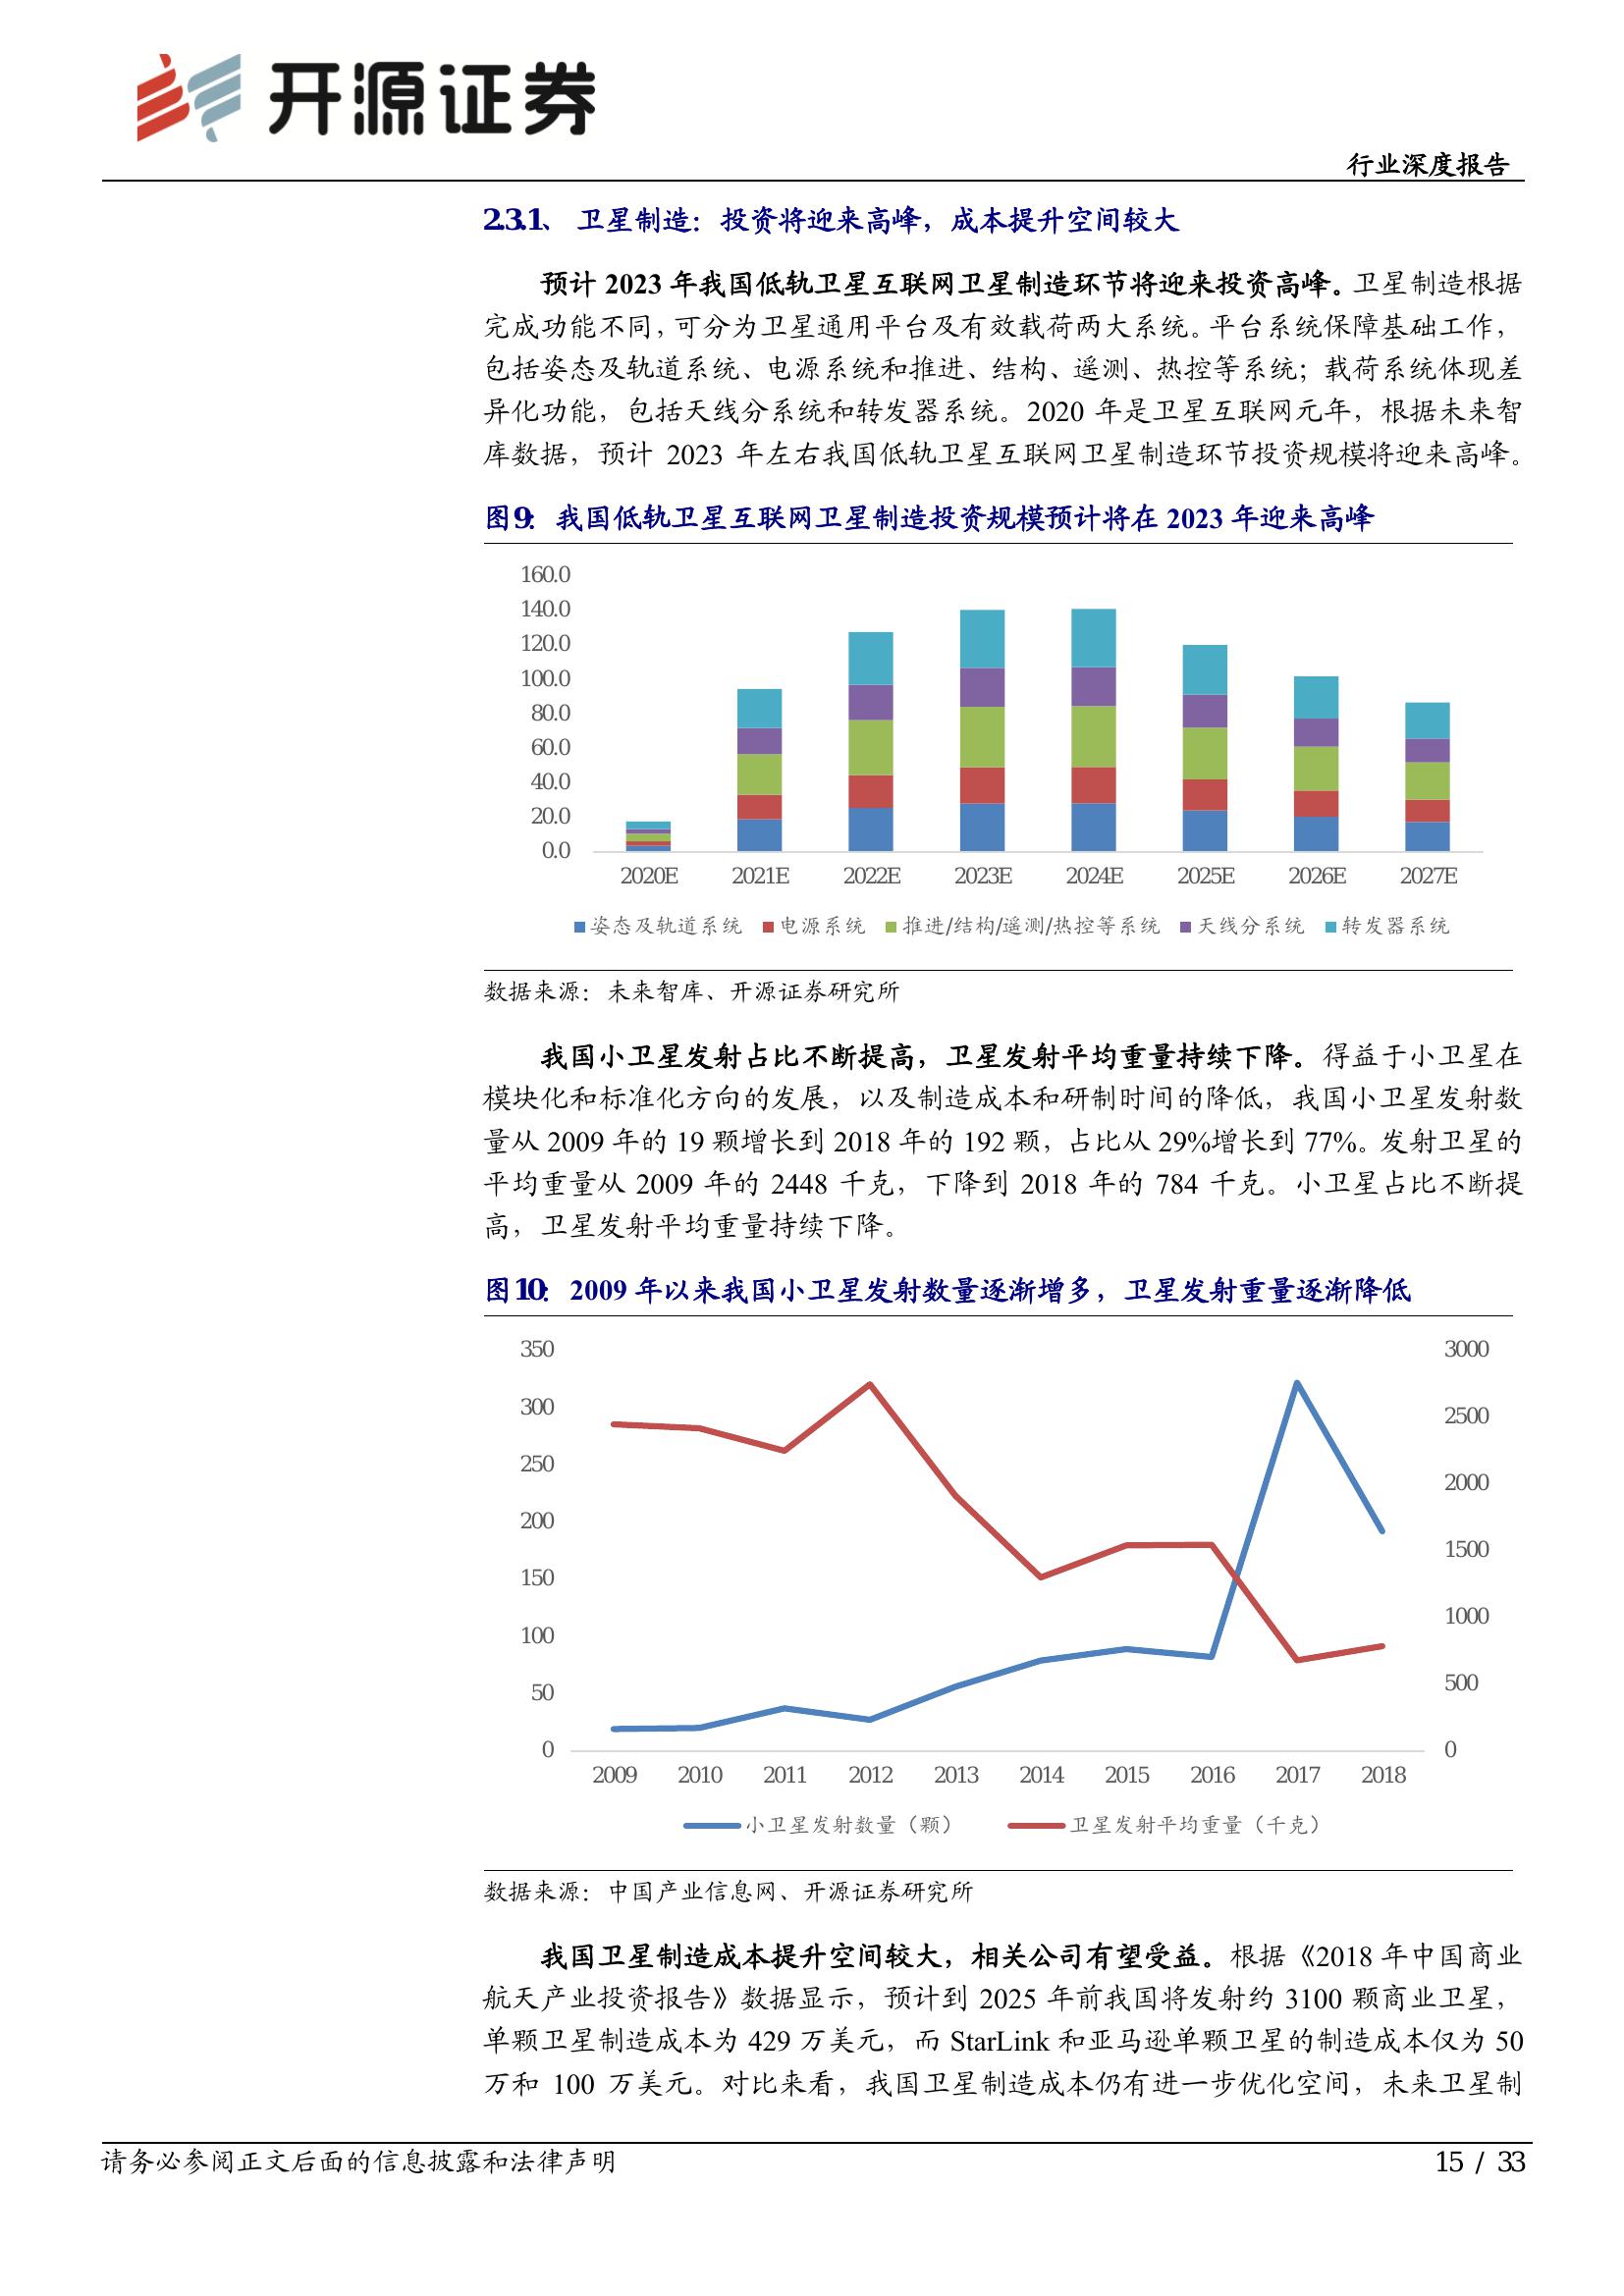 开源证券
行业深度报告
2.3.1、 卫星制造：投资将迎来高峰，成本提升空间较大
预计 2023 年我国低轨卫星互联网卫星制造环节将迎来投资高峰。卫星制造根据
完成功能不同，可分为卫星通用平台及有效载荷两大系统。平台系统保障基础工作，
包括姿态及轨道系统、电源系统和推进、结构、遥测、热控等系统；载荷系统体现差
异化功能，包括天线分系统和转发器系统。2020 年是卫星互联网元年，根据未来智
库数据，预计 2023 年左右我国低轨卫星互联网卫星制造环节投资规模将迎来高峰。
图9： 我国低轨卫星互联网卫星制造投资规模预计将在 2023 年迎来高峰
160.0
140.0
120.0
100.0
80.0
60.0
40.0
20.0
0.0
2020E 2021E 2022E 2023E 2024E 2025E 2026E 2027E
姿态及轨道系统 电源系统 推进/结构/遥测/热控等系统 天线分系统 转发器系统
数据来源：未来智库、开源证券研究所
我国小卫星发射占比不断提高，卫星发射平均重量持续下降。得益于小卫星在
模块化和标准化方向的发展，以及制造成本和研制时间的降低，我国小卫星发射数
量从 2009 年的 19 颗增长到 2018 年的 192 颗，占比从 29%增长到 77%。发射卫星的
平均重量从 2009 年的 2448 千克，下降到 2018 年的 784 千克。小卫星占比不断提
高，卫星发射平均重量持续下降。
图10： 2009 年以来我国小卫星发射数量逐渐增多，卫星发射重量逐渐降低
350 3000
300 2500
250 2000
200 1500
150 1000
100 500
50 0
0
2009 2010 2011 2012 2013 2014 2015 2016 2017 2018
小卫星发射数量（颗） 卫星发射平均重量（千克）
数据来源：中国产业信息网、开源证券研究所
我国卫星制造成本提升空间较大，相关公司有望受益。根据《2018 年中国商业
航天产业投资报告》数据显示，预计到 2025 年前我国将发射约 3100 颗商业卫星，
单颗卫星制造成本为 429 万美元，而 StarLink 和亚马逊单颗卫星的制造成本仅为 50
万和 100 万美元。对比来看，我国卫星制造成本仍有进一步优化空间，未来卫星制
请务必参阅正文后面的信息披露和法律声明
15 / 33